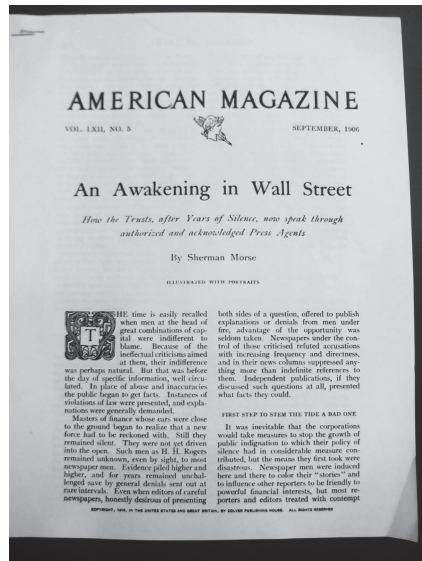 AMERICAN MAGAZINE
VOL. LXII, NO. 5
SEPTEMBER, 1906
An Awakening in Wall Street
How the Trusts, after Years of Silence, now speak through
authorized and acknowledged Press Agents
By Sherman Morse
ILLUSTRATED WITH PORTRAITS
THE time is easily recalled
when men at the head of
great combinations of cap-
ital were indifferent to
blame. Because of the
ineffectual criticisms aimed
at them, their indifference
was perhaps natural. But that was before
the day of specific information, well circu-
lated. In place of abuse and inaccuracies
the public began to get facts. Instances of
violations of law were presented, and expla-
nations were generally demanded.
Masters of finance whose ears were close
to the ground began to realize that a new
force had to be reckoned with. Still they
remained silent. They were not yet driven
into the open. Such men as H. H. Rogers
remained unknown, even by sight, to most
newspaper men. Evidence piled higher and
higher, and for years remained unchal-
lenged save by general denials sent out at
rare intervals. Even when editors of careful
newspapers, honestly desirous of presenting
both sides of a question, offered to publish
explanations or denials from men under
fire, advantage of the opportunity was
seldom taken. Newspapers under the con-
trol of those criticised refuted accusations
with increasing frequency and directness,
and in their news columns suppressed any-
thing more than indefinite references to
them. Independent publications, if they
discussed such questions at all, presented
what facts they could.
FIRST STEP TO STEM THE TIDE A BAD ONE
It was inevitable that the corporations
would take measures to stop the growth of
public indignation to which their policy of
silence had in considerable measure con-
tributed, but the means they first took were
disastrous. Newspaper men were induced
here and there to color their "stories" and
to influence other reporters to be friendly to
powerful financial interests, but most re-
porters and editors treated with contempt
COPYRIGHT, 1906, IN THE UNITED STATES AND GREAT BRITAIN, BY COLVER PUBLISHING HOUSE. ALL RIGHTS RESERVED